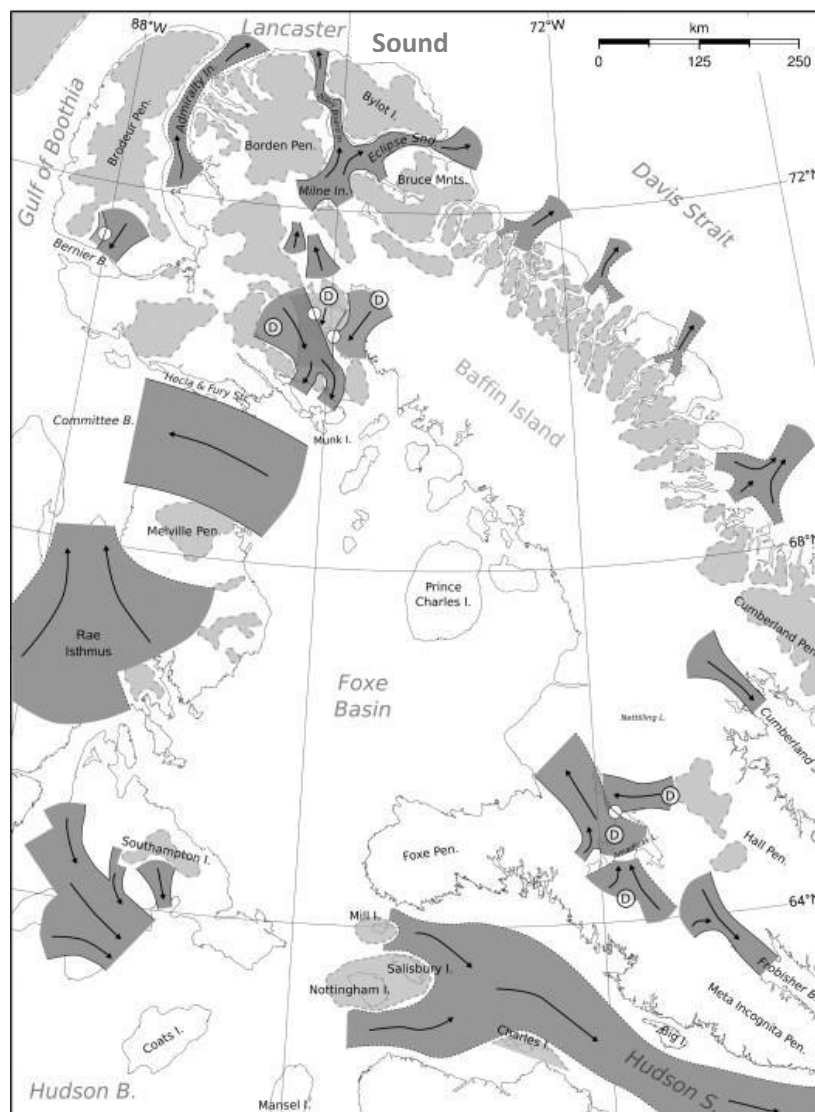 88°W
Lancaster
Sound
72°W
km
0
125
250
Gulf of Boothia
Brodeur Pen.
Admiralty In.
Borden Pen.
Bylot I.
Eclipse Snd.
Milne In.
Bruce Mnts.
Davis Strait
72°N
Bernier B.
D
D
D
Hecla & Fury Str.
Baffin Island
Committee B.
Munk I.
Melville Pen.
68°N
Prince
Charles I.
Cumberland Pen.
Rae
Isthmus
Foxe
Basin
Nettilling L.
Cumberland S.
D
D
Southampton I.
Foxe Pen.
Hall Pen.
D
64°N
Mill I.
Salisbury I.
Nottingham I.
Frobisher B.
Meta Incognita Pen.
Coats I.
Charles I.
Big I.
Hudson S.
Hudson B.
Mansel I.